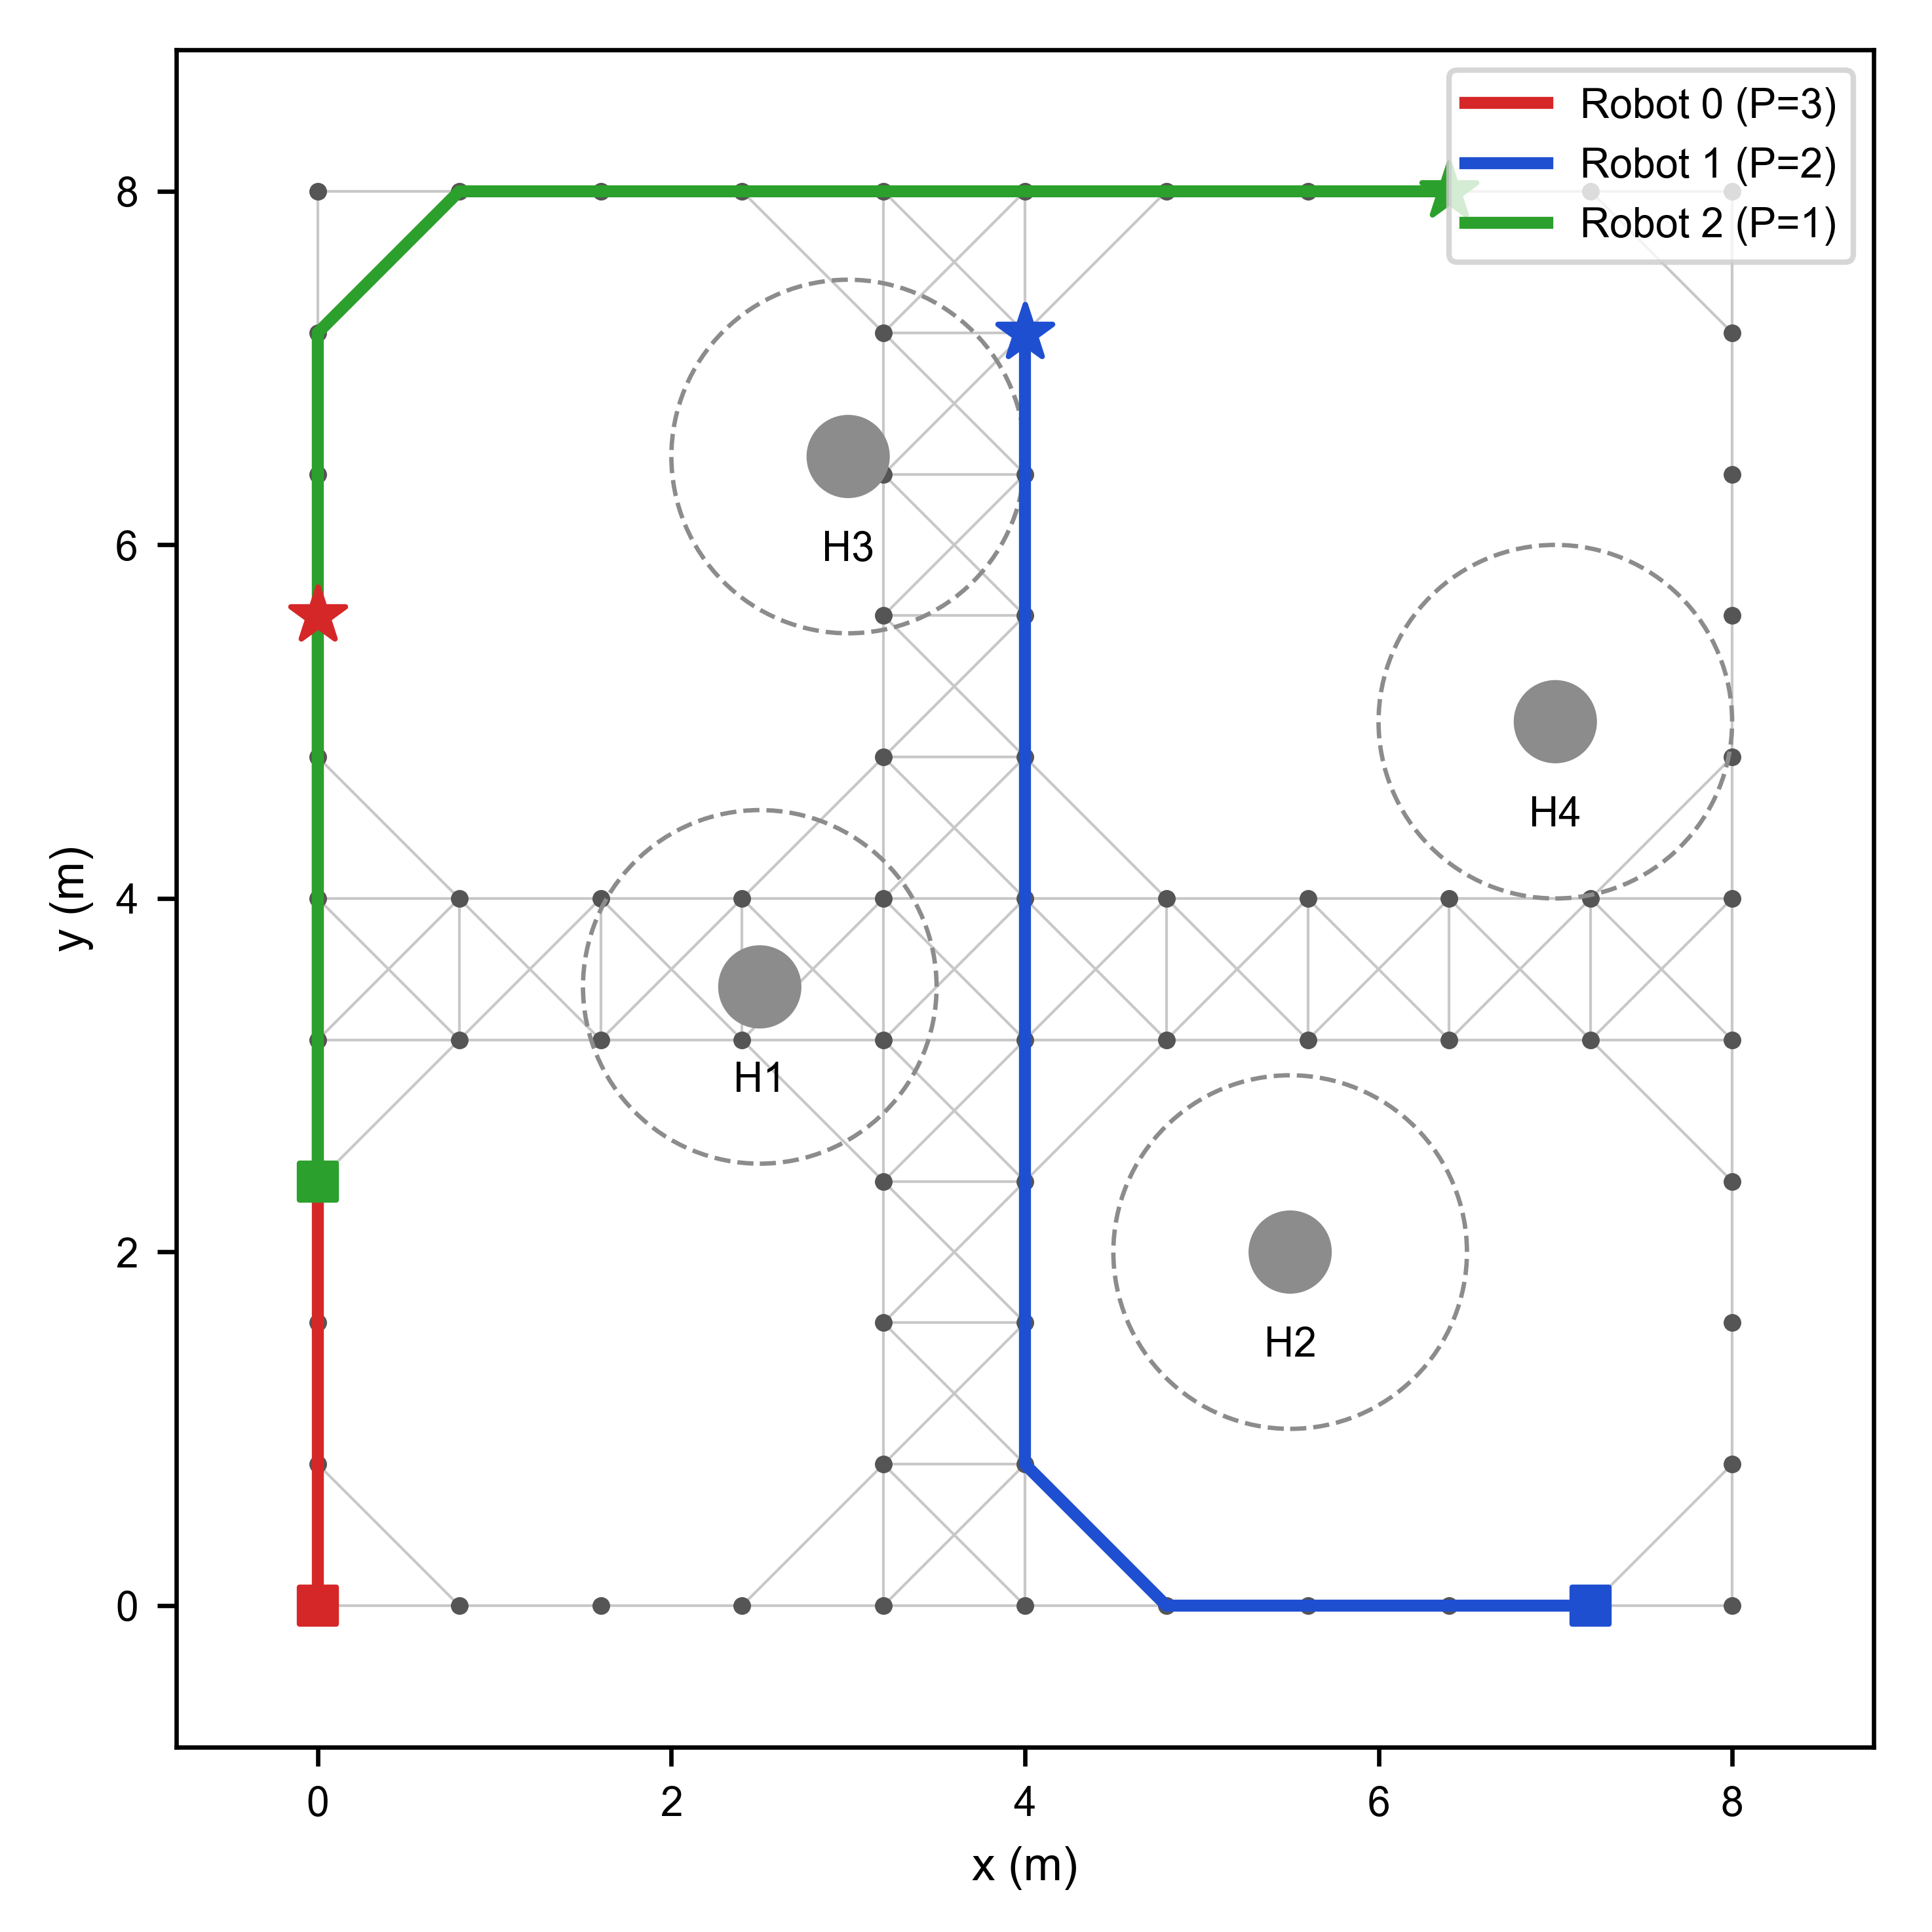 Robot 0 (P=3)
Robot 1 (P=2)
Robot 2 (P=1)
8
6
4
2
0
y (m)
H3
H4
H1
H2
0 2 4 6 8
x (m)